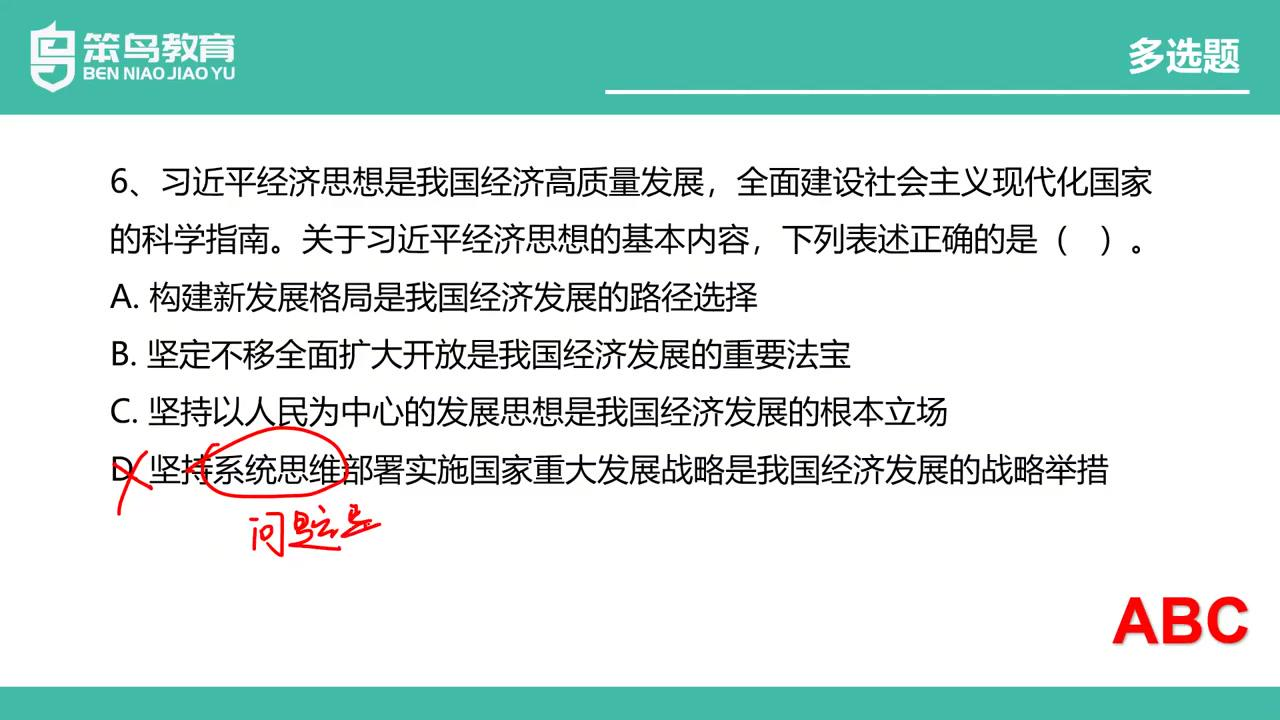 笨鸟教育
BEN NIAO JIAO YU
多选题
6、习近平经济思想是我国经济高质量发展，全面建设社会主义现代化国家
的科学指南。关于习近平经济思想的基本内容，下列表述正确的是（ ）。
A. 构建新发展格局是我国经济发展的路径选择
B. 坚定不移全面扩大开放是我国经济发展的重要法宝
C. 坚持以人民为中心的发展思想是我国经济发展的根本立场
D. 坚持系统思维部署实施国家重大发展战略是我国经济发展的战略举措
问题
ABC